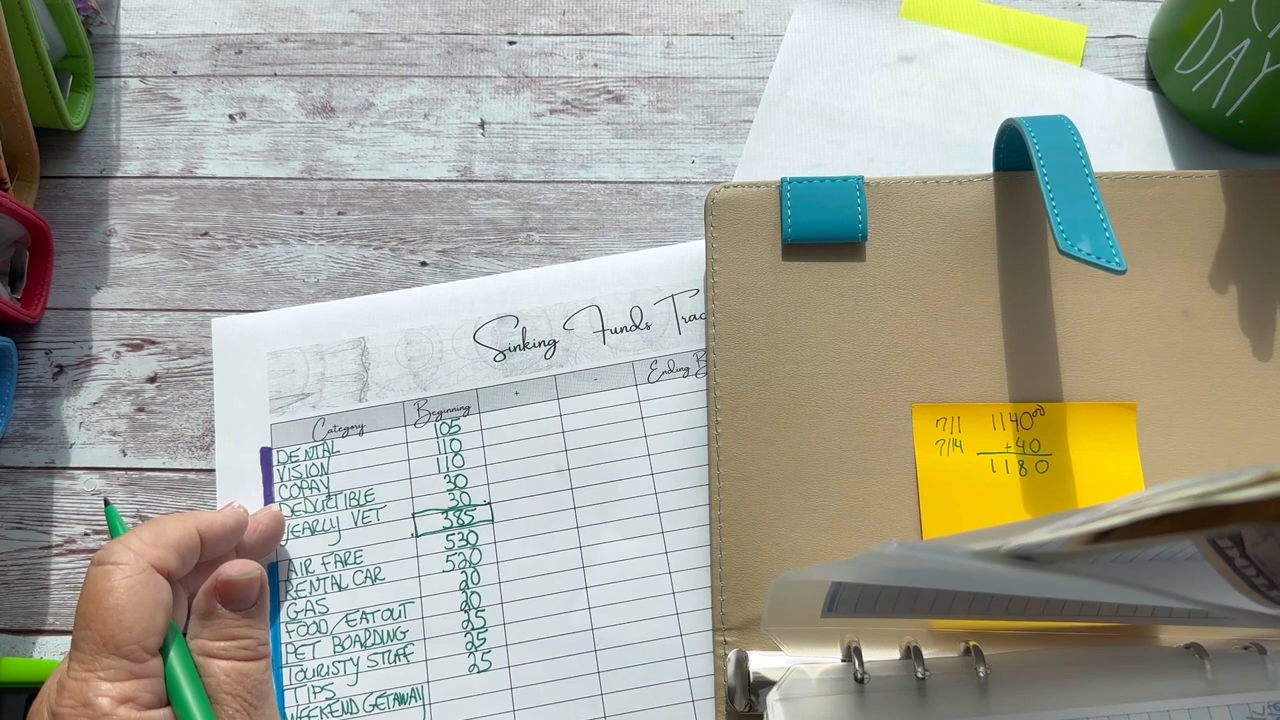 DAY
Sinking Funds Trac
Category Beginning + - Ending B
DENTAL 105
VISION 110
COPAY 110
DEDUCTIBLE 30
YEARLY VET 30
385
AIR FARE 530
RENTAL CAR 520
GAS 20
FOOD/EATOUT 20
PET BOARDING 25
TOURISTY STUFF 25
TIPS 25
WEEKEND GETAWAY
7/1 1140⁰⁰
7/14 +40
1180